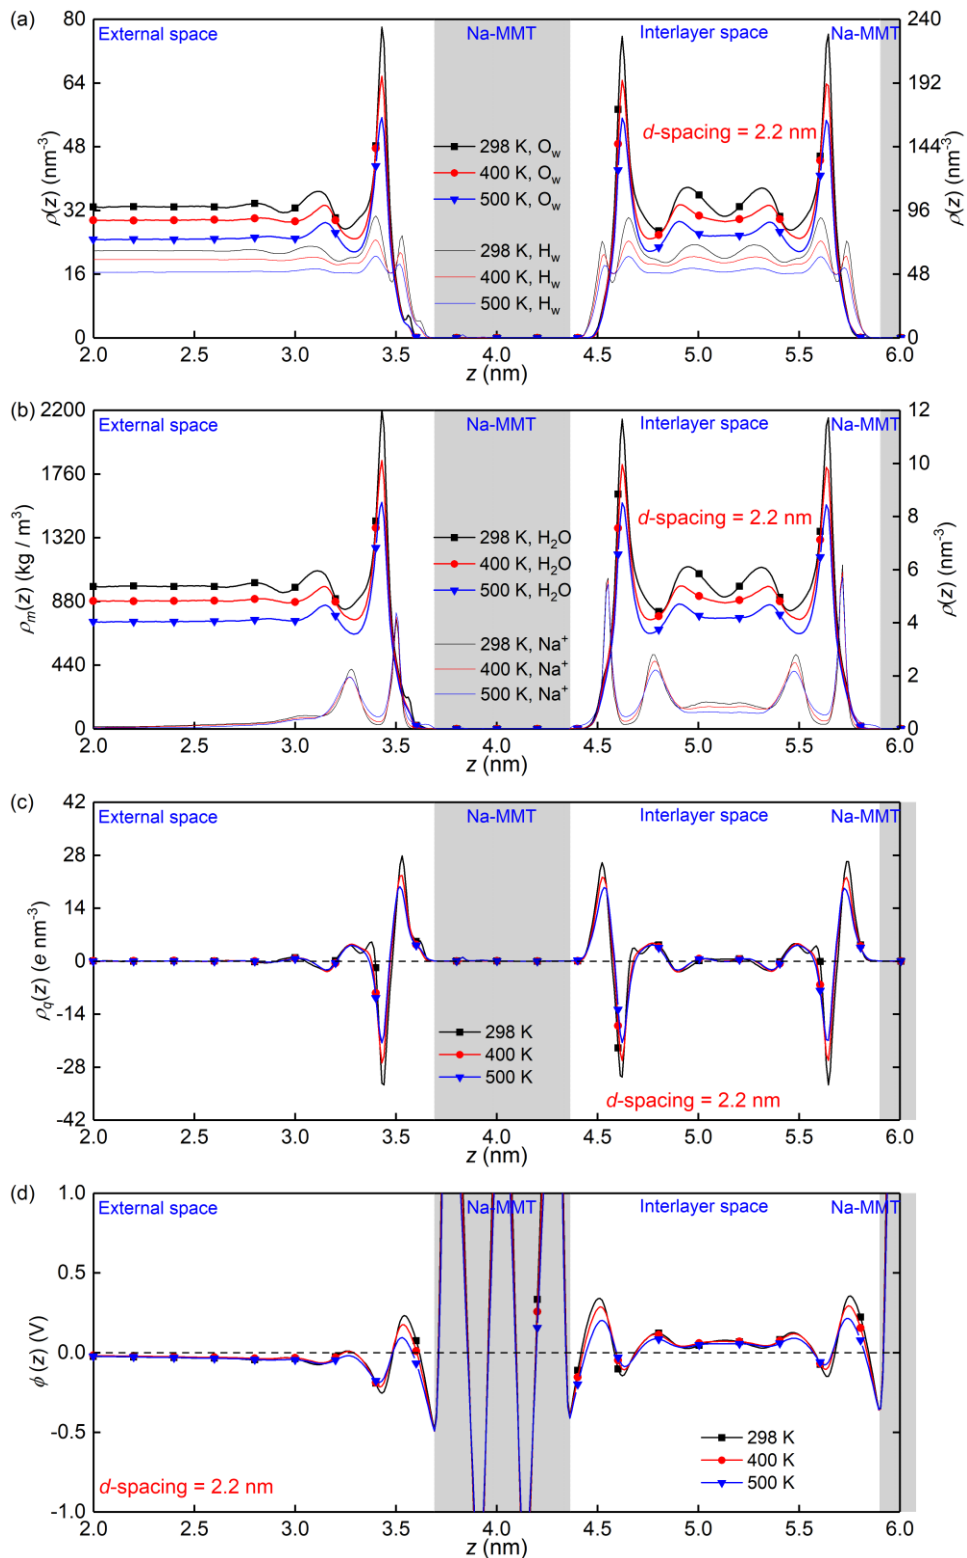 (a)
80
64
48
32
16
0
ρ(z) (nm⁻³)
External space
Na-MMT
Interlayer space
Na-MMT
240
192
144
96
48
0
ρ(z) (nm⁻³)
d-spacing = 2.2 nm
298 K, O_w
400 K, O_w
500 K, O_w
298 K, H_w
400 K, H_w
500 K, H_w
2.0 2.5 3.0 3.5 4.0 4.5 5.0 5.5 6.0
z (nm)
(b)
2200
1760
1320
880
440
0
ρ_m(z) (kg / m³)
External space
Na-MMT
Interlayer space
Na-MMT
12
10
8
6
4
2
0
ρ(z) (nm⁻³)
d-spacing = 2.2 nm
298 K, H₂O
400 K, H₂O
500 K, H₂O
298 K, Na⁺
400 K, Na⁺
500 K, Na⁺
2.0 2.5 3.0 3.5 4.0 4.5 5.0 5.5 6.0
z (nm)
(c)
42
28
14
0
-14
-28
-42
ρ_q(z) (e nm⁻³)
External space
Na-MMT
Interlayer space
Na-MMT
298 K
400 K
500 K
d-spacing = 2.2 nm
2.0 2.5 3.0 3.5 4.0 4.5 5.0 5.5 6.0
z (nm)
(d)
1.0
0.5
0.0
-0.5
-1.0
ϕ(z) (V)
External space
Na-MMT
Interlayer space
Na-MMT
298 K
400 K
500 K
d-spacing = 2.2 nm
2.0 2.5 3.0 3.5 4.0 4.5 5.0 5.5 6.0
z (nm)